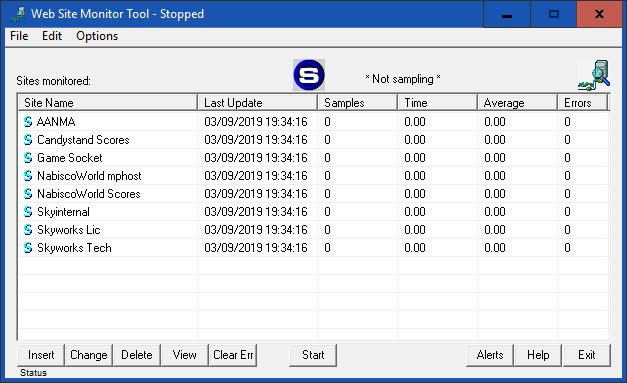 Web Site Monitor Tool - Stopped
File Edit Options
S
Sites monitored: * Not sampling *
Site Name Last Update Samples Time Average Errors
S AANMA 03/09/2019 19:34:16 0 0.00 0.00 0
S Candystand Scores 03/09/2019 19:34:16 0 0.00 0.00 0
S Game Socket 03/09/2019 19:34:16 0 0.00 0.00 0
S NabiscoWorld mphost 03/09/2019 19:34:16 0 0.00 0.00 0
S NabiscoWorld Scores 03/09/2019 19:34:16 0 0.00 0.00 0
S Skyinternal 03/09/2019 19:34:16 0 0.00 0.00 0
S Skyworks Lic 03/09/2019 19:34:16 0 0.00 0.00 0
S Skyworks Tech 03/09/2019 19:34:16 0 0.00 0.00 0
Insert Change Delete View Clear Err Start Alerts Help Exit
Status